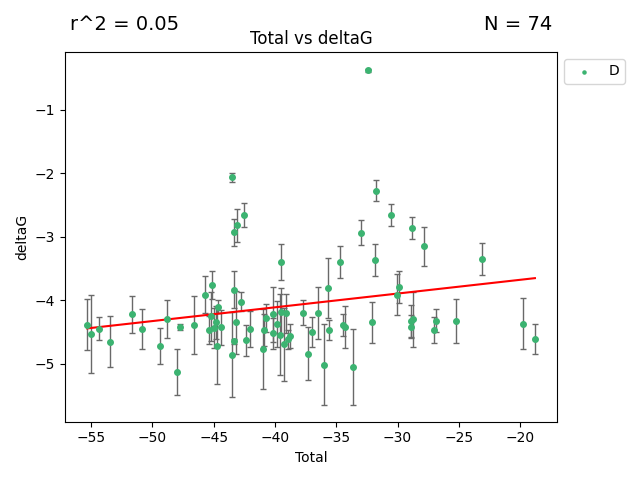 r^2 = 0.05
N = 74
Total vs deltaG
D
deltaG
−1
−2
−3
−4
−5
−55
−50
−45
−40
−35
−30
−25
−20
Total